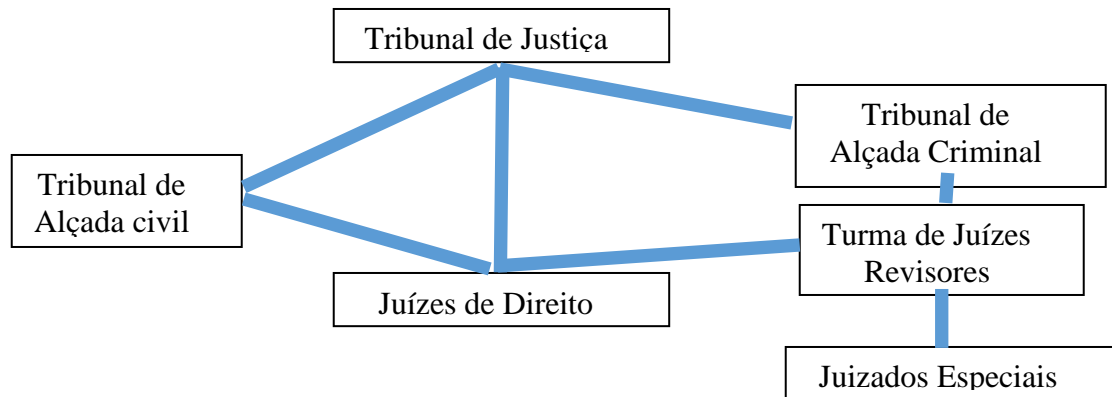 Tribunal de Justiça
Tribunal de
Alçada Criminal
Tribunal de
Alçada civil
Turma de Juízes
Revisores
Juízes de Direito
Juizados Especiais